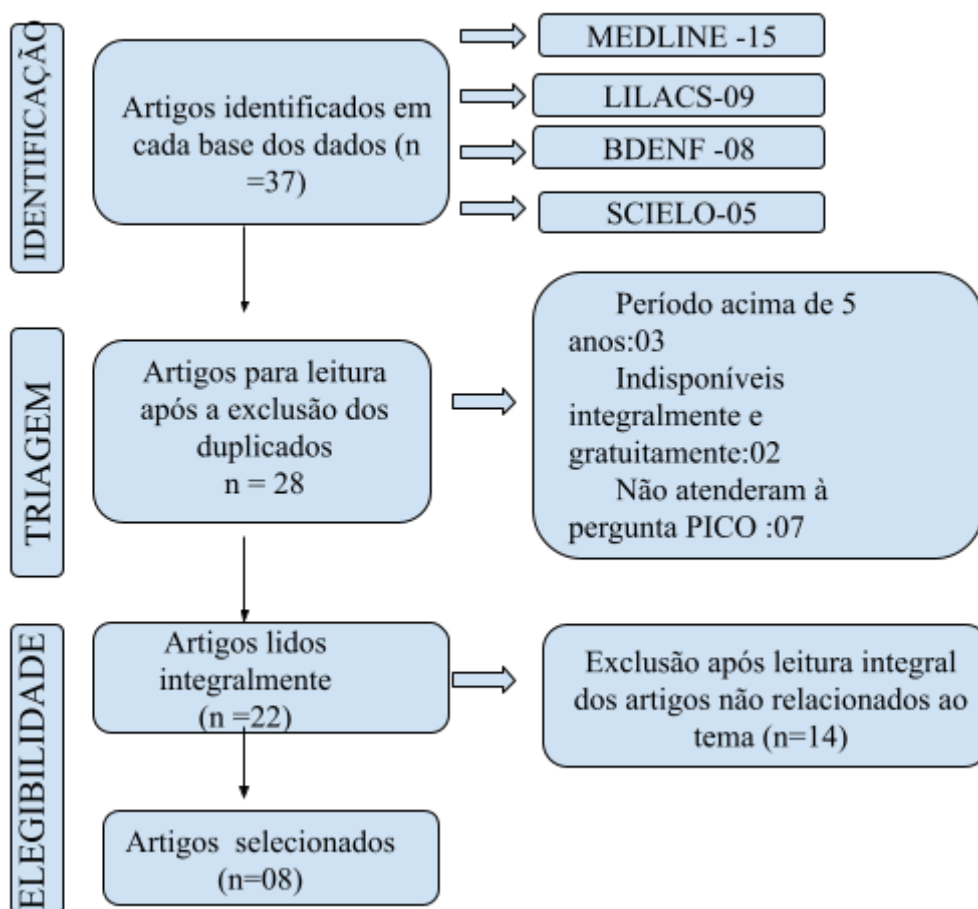 IDENTIFICAÇÃO
Artigos identificados em
cada base dos dados (n
=37)
MEDLINE -15
LILACS-09
BDENF -08
SCIELO-05
TRIAGEM
Artigos para leitura
após a exclusão dos
duplicados
n = 28
Período acima de 5
anos:03
Indisponíveis
integralmente e
gratuitamente:02
Não atenderam à
pergunta PICO :07
ELEGIBILIDADE
Artigos lidos
integralmente
(n =22)
Exclusão após leitura integral
dos artigos não relacionados ao
tema (n=14)
Artigos selecionados
(n=08)